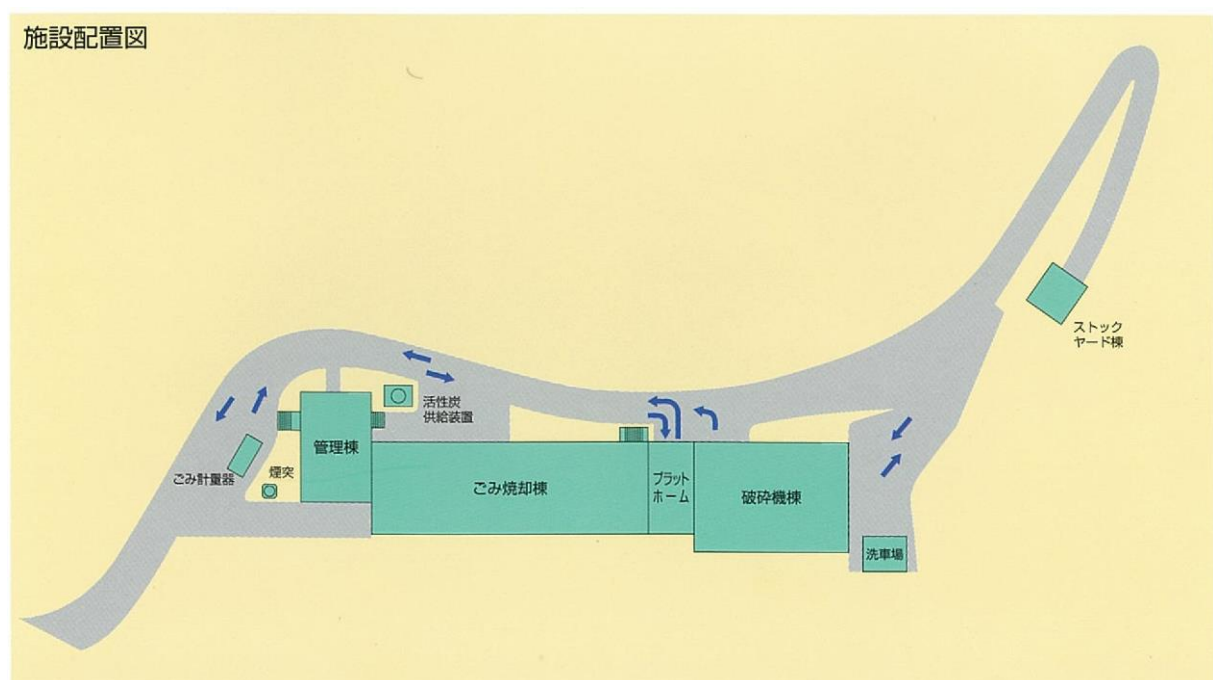 施設配置図
ストック
ヤード棟
活性炭
供給装置
管理棟
煙突
ごみ計量器
ごみ焼却棟
プラット
ホーム
破砕機棟
洗車場